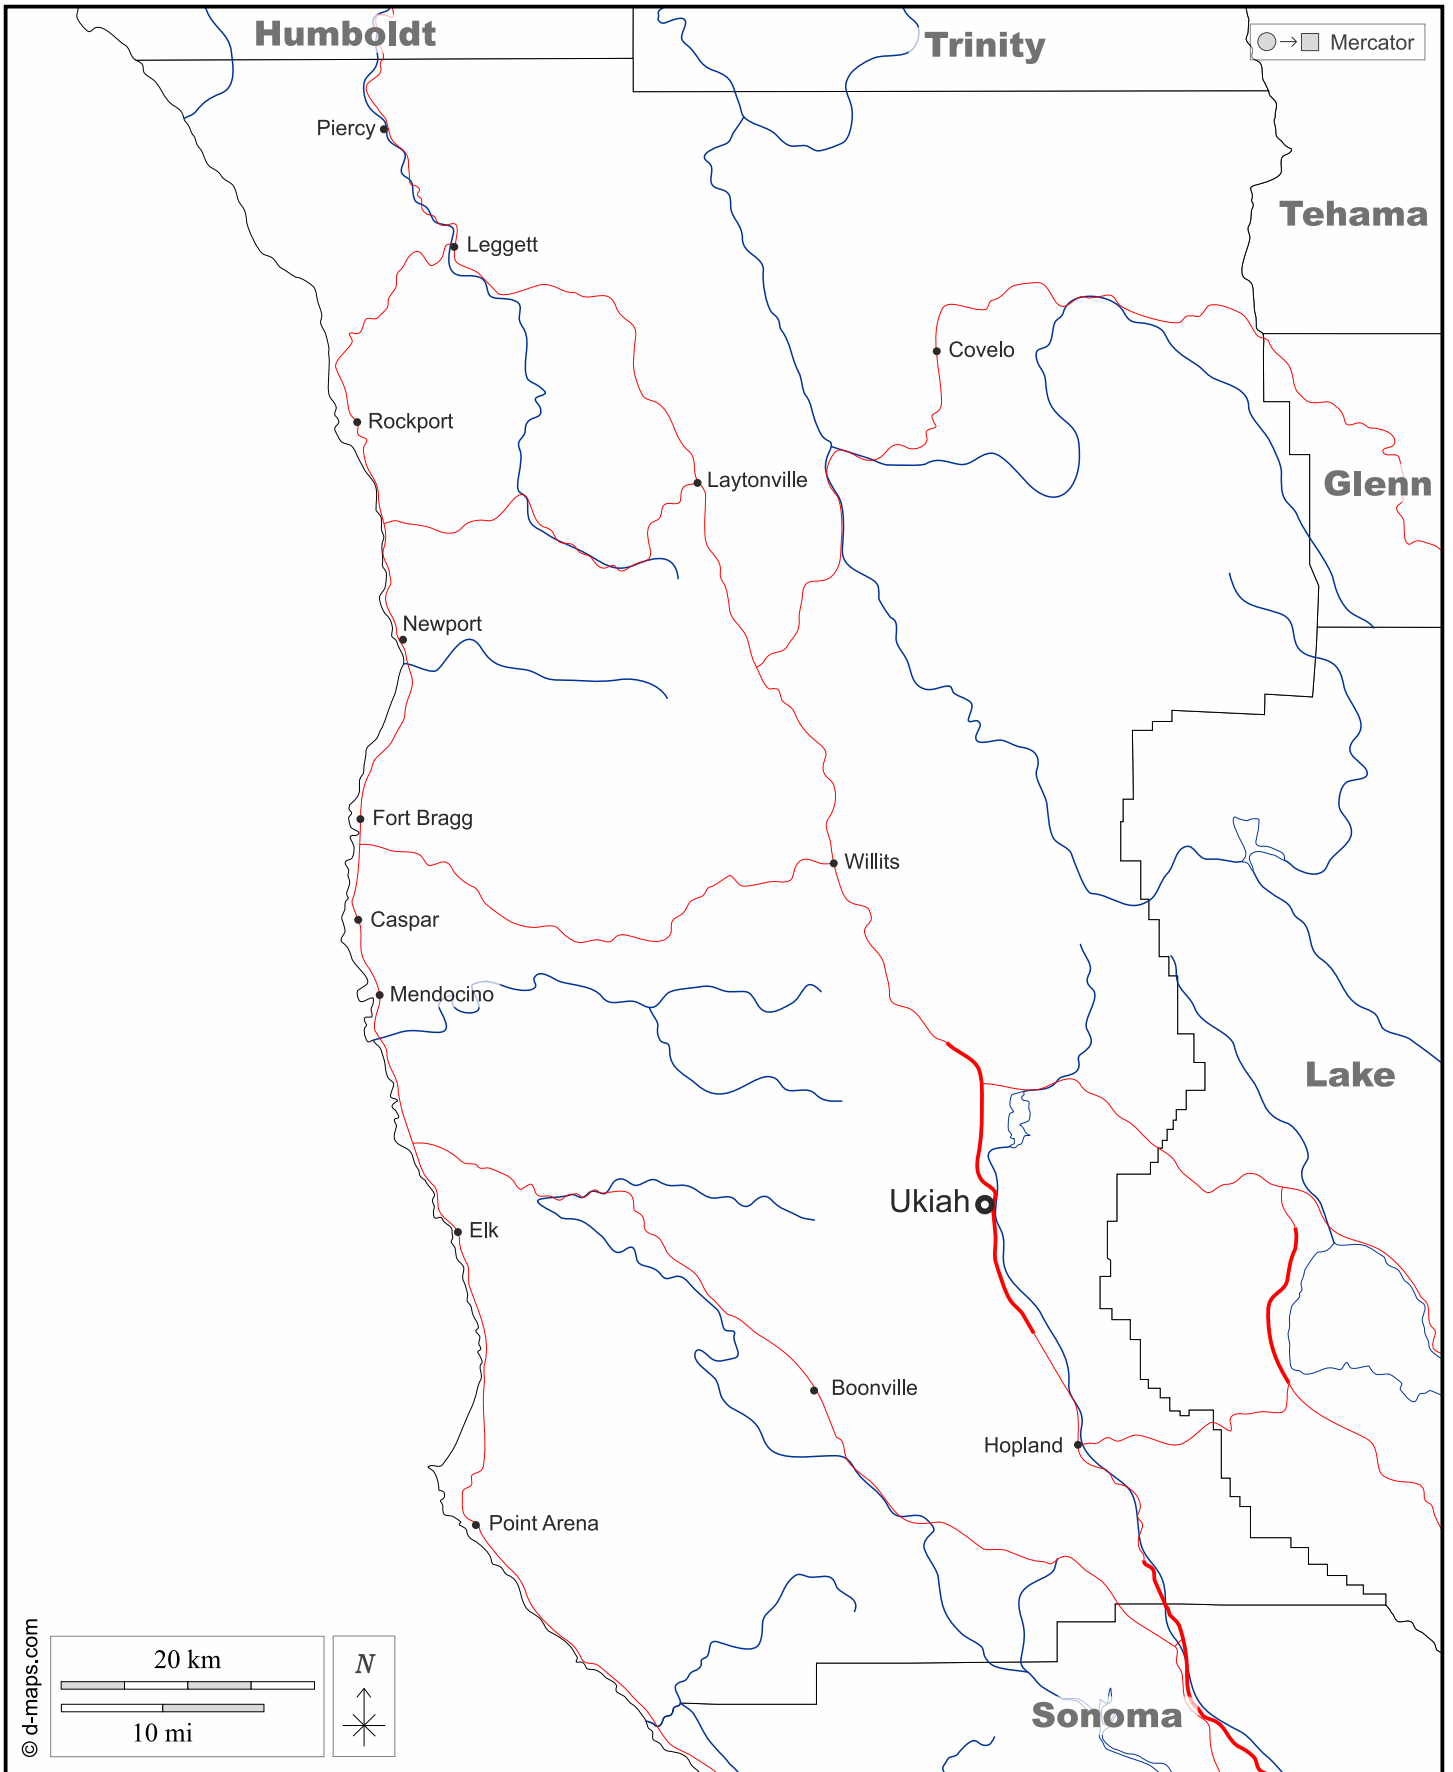 Humboldt
Trinity
Mercator
Piercy
Tehama
Leggett
Covelo
Rockport
Laytonville
Glenn
Newport
Fort Bragg
Willits
Caspar
Mendocino
Lake
Ukiah
Elk
Boonville
Hopland
Point Arena
© d-maps.com
20 km
10 mi
N
Sonoma